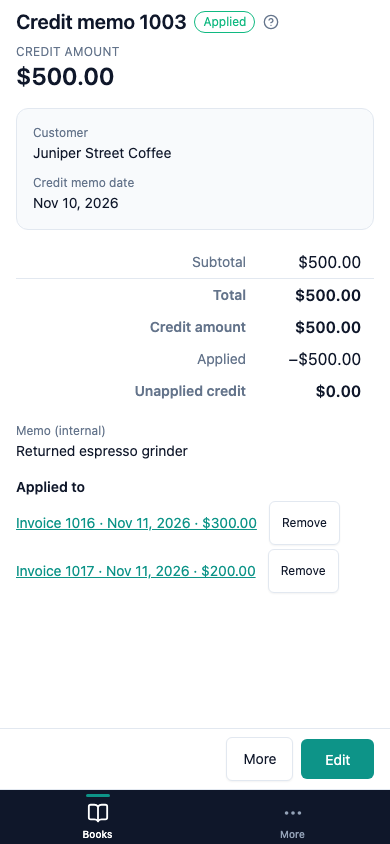 Credit memo 1003 Applied
CREDIT AMOUNT
$500.00
Customer
Juniper Street Coffee
Credit memo date
Nov 10, 2026
Subtotal $500.00
Total $500.00
Credit amount $500.00
Applied –$500.00
Unapplied credit $0.00
Memo (internal)
Returned espresso grinder
Applied to
Invoice 1016 · Nov 11, 2026 · $300.00 Remove
Invoice 1017 · Nov 11, 2026 · $200.00 Remove
More Edit
Books More